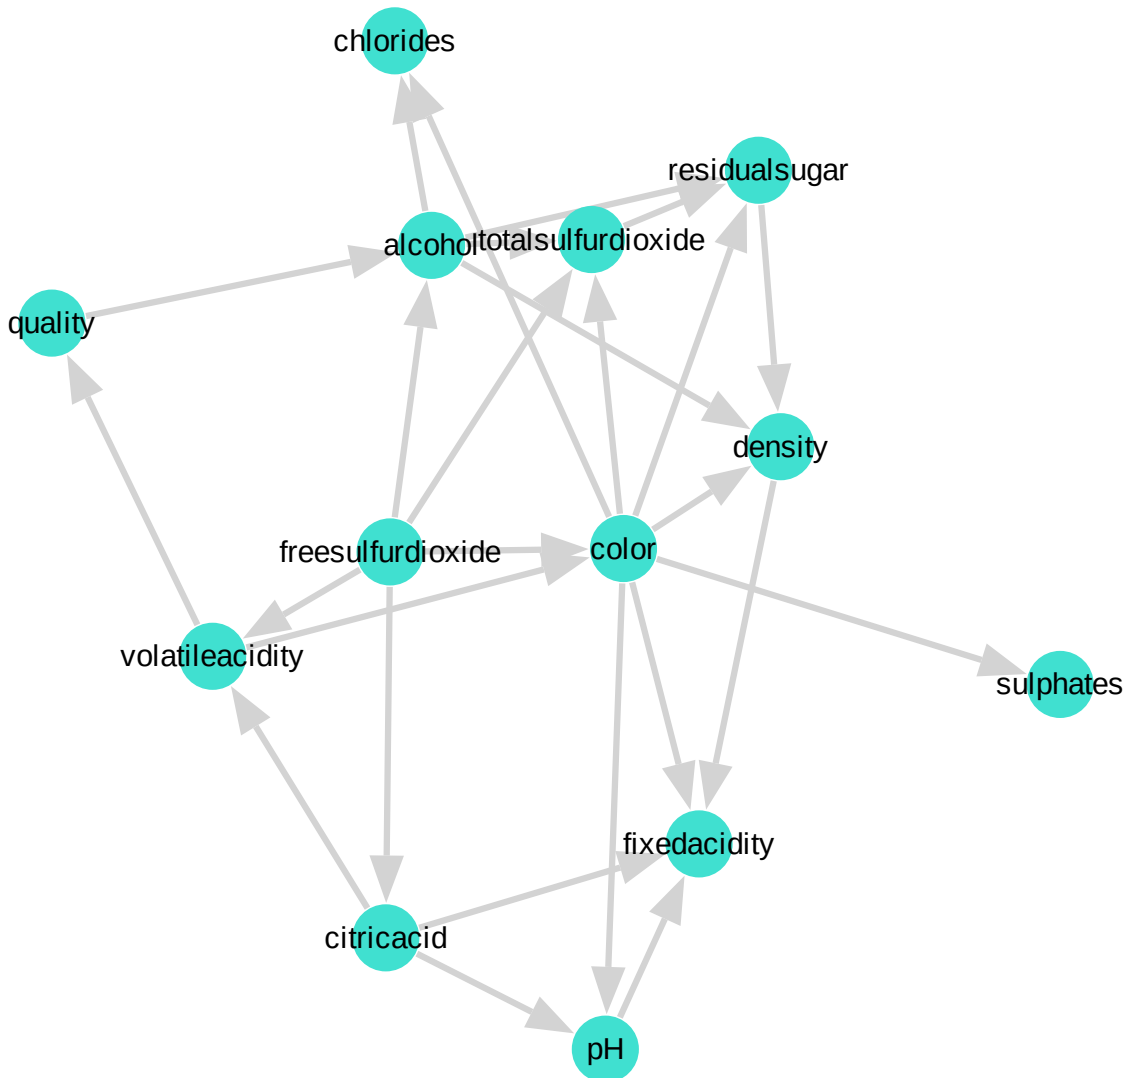 chlorides
residualsugar
alcohol
totalsulfurdioxide
quality
density
freesulfurdioxide
color
volatileacidity
sulphates
fixedacidity
citricacid
pH